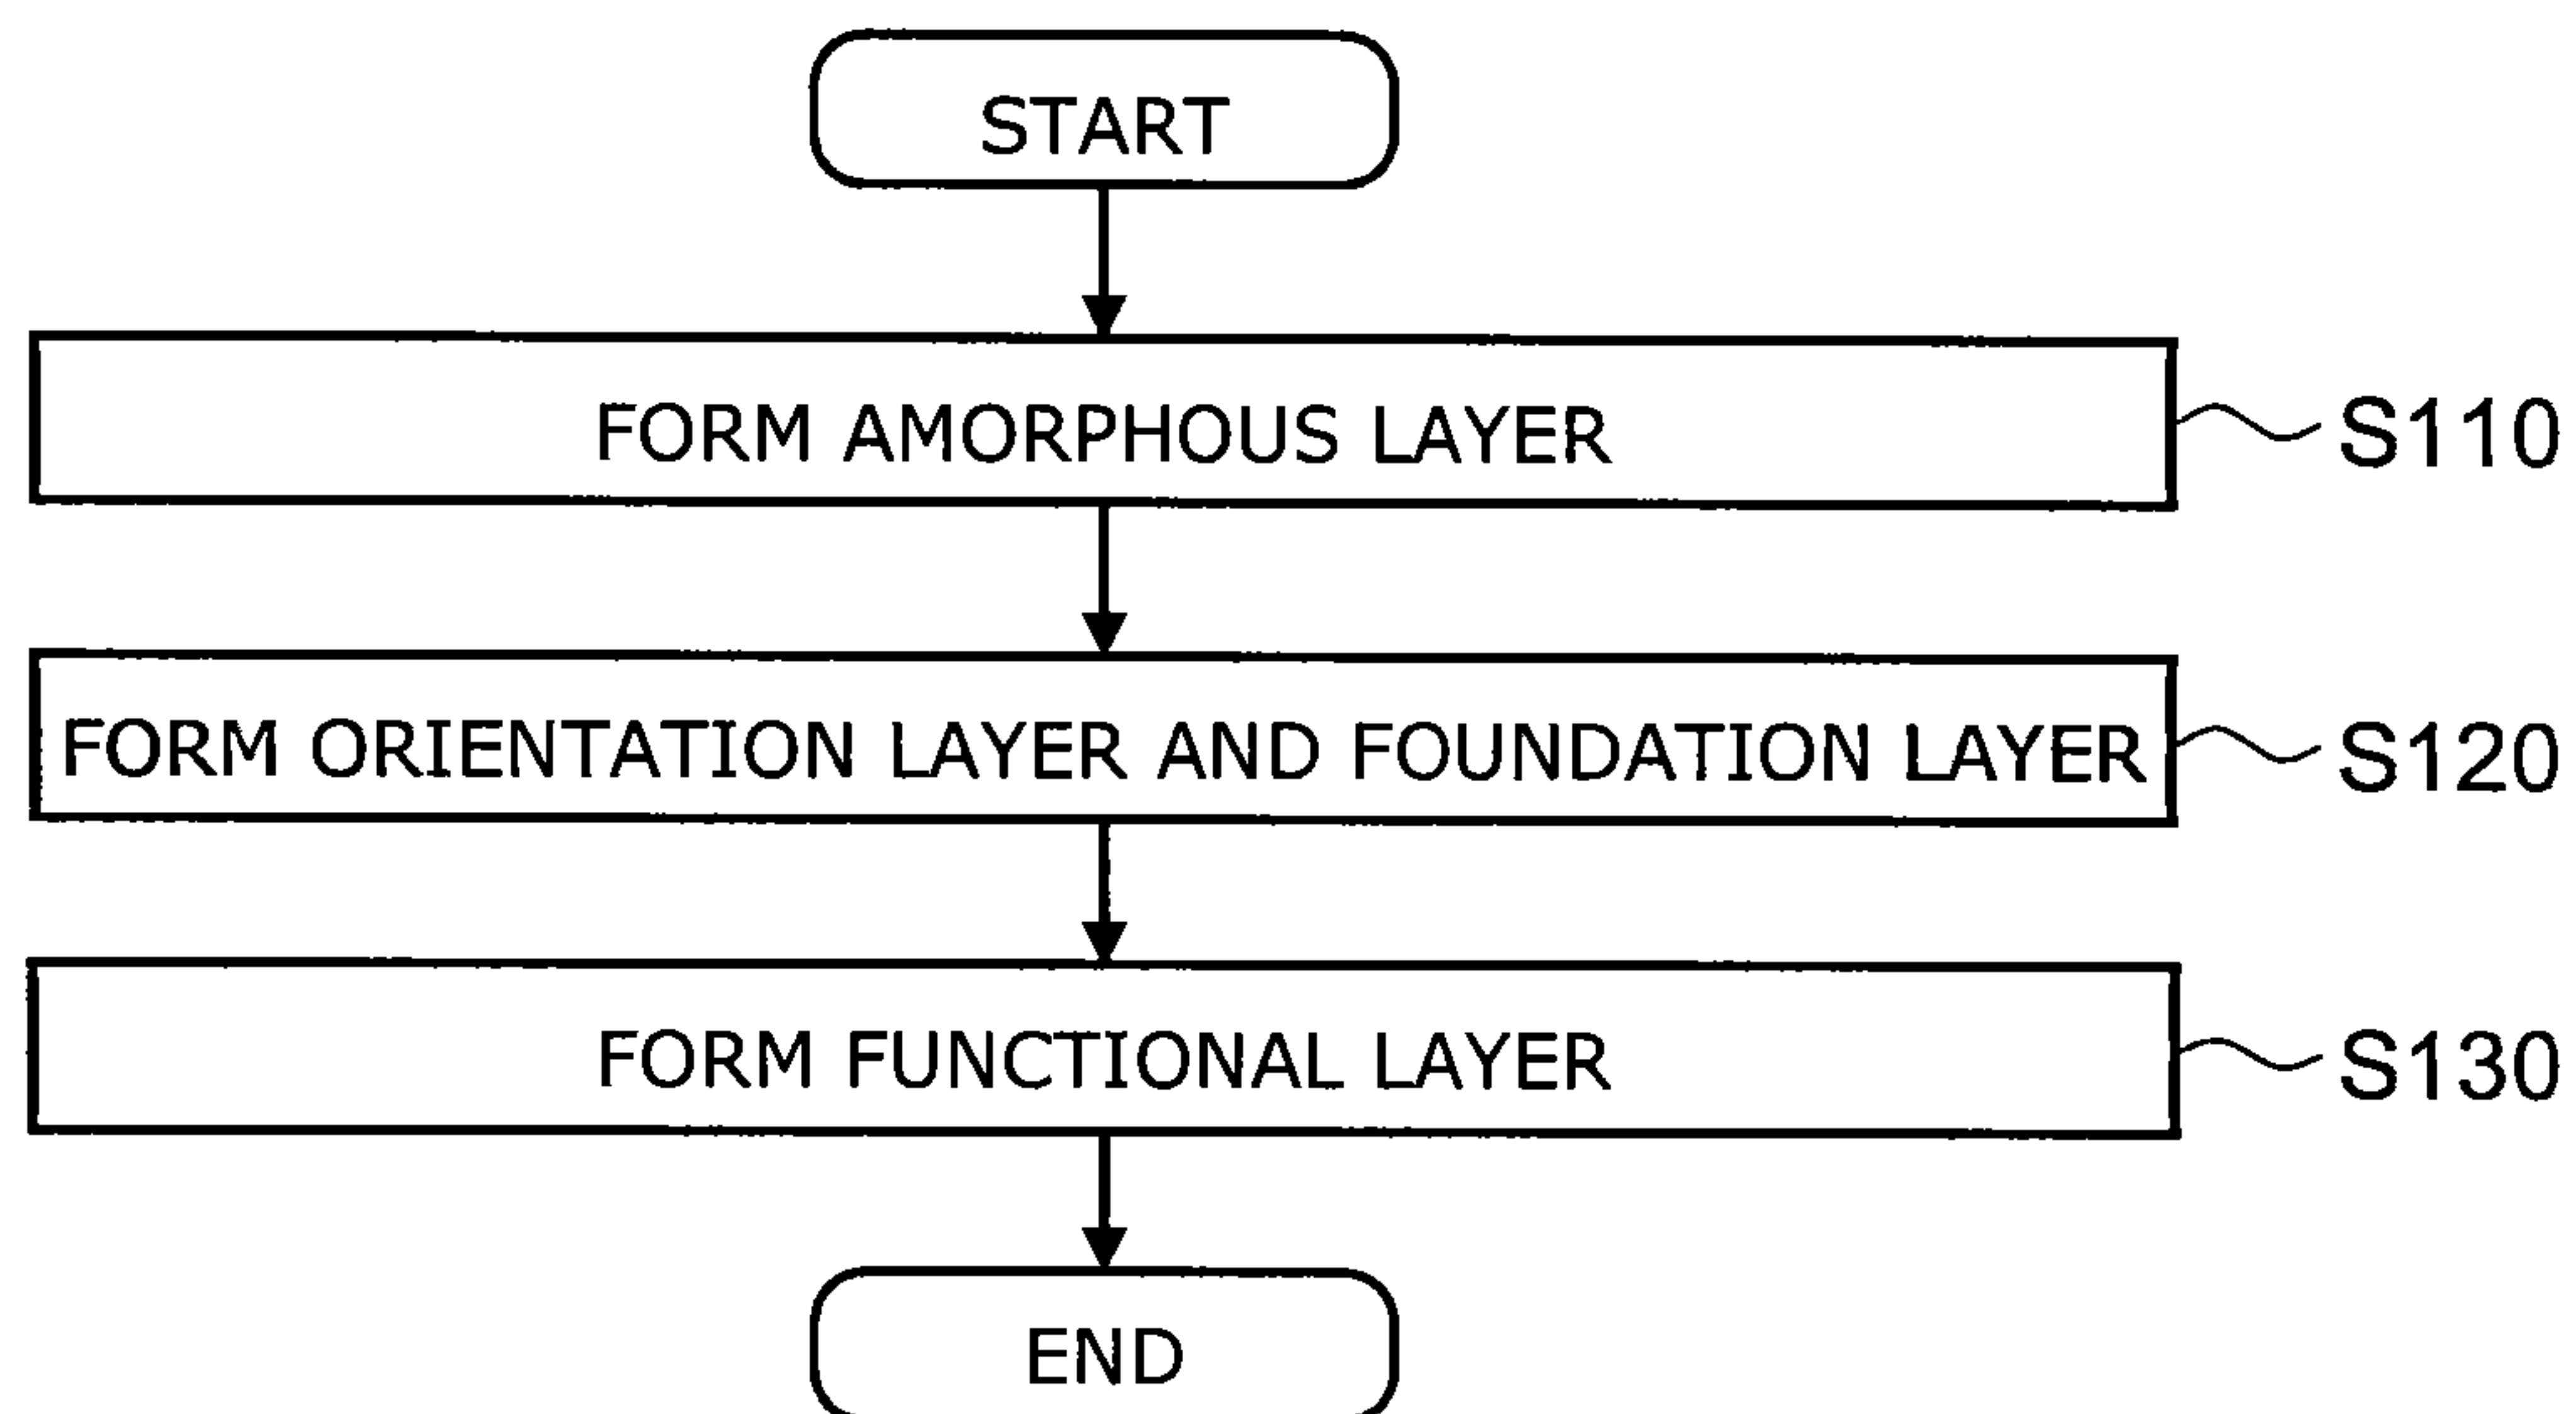 START
FORM AMORPHOUS LAYER
S110
FORM ORIENTATION LAYER AND FOUNDATION LAYER
S120
FORM FUNCTIONAL LAYER
S130
END